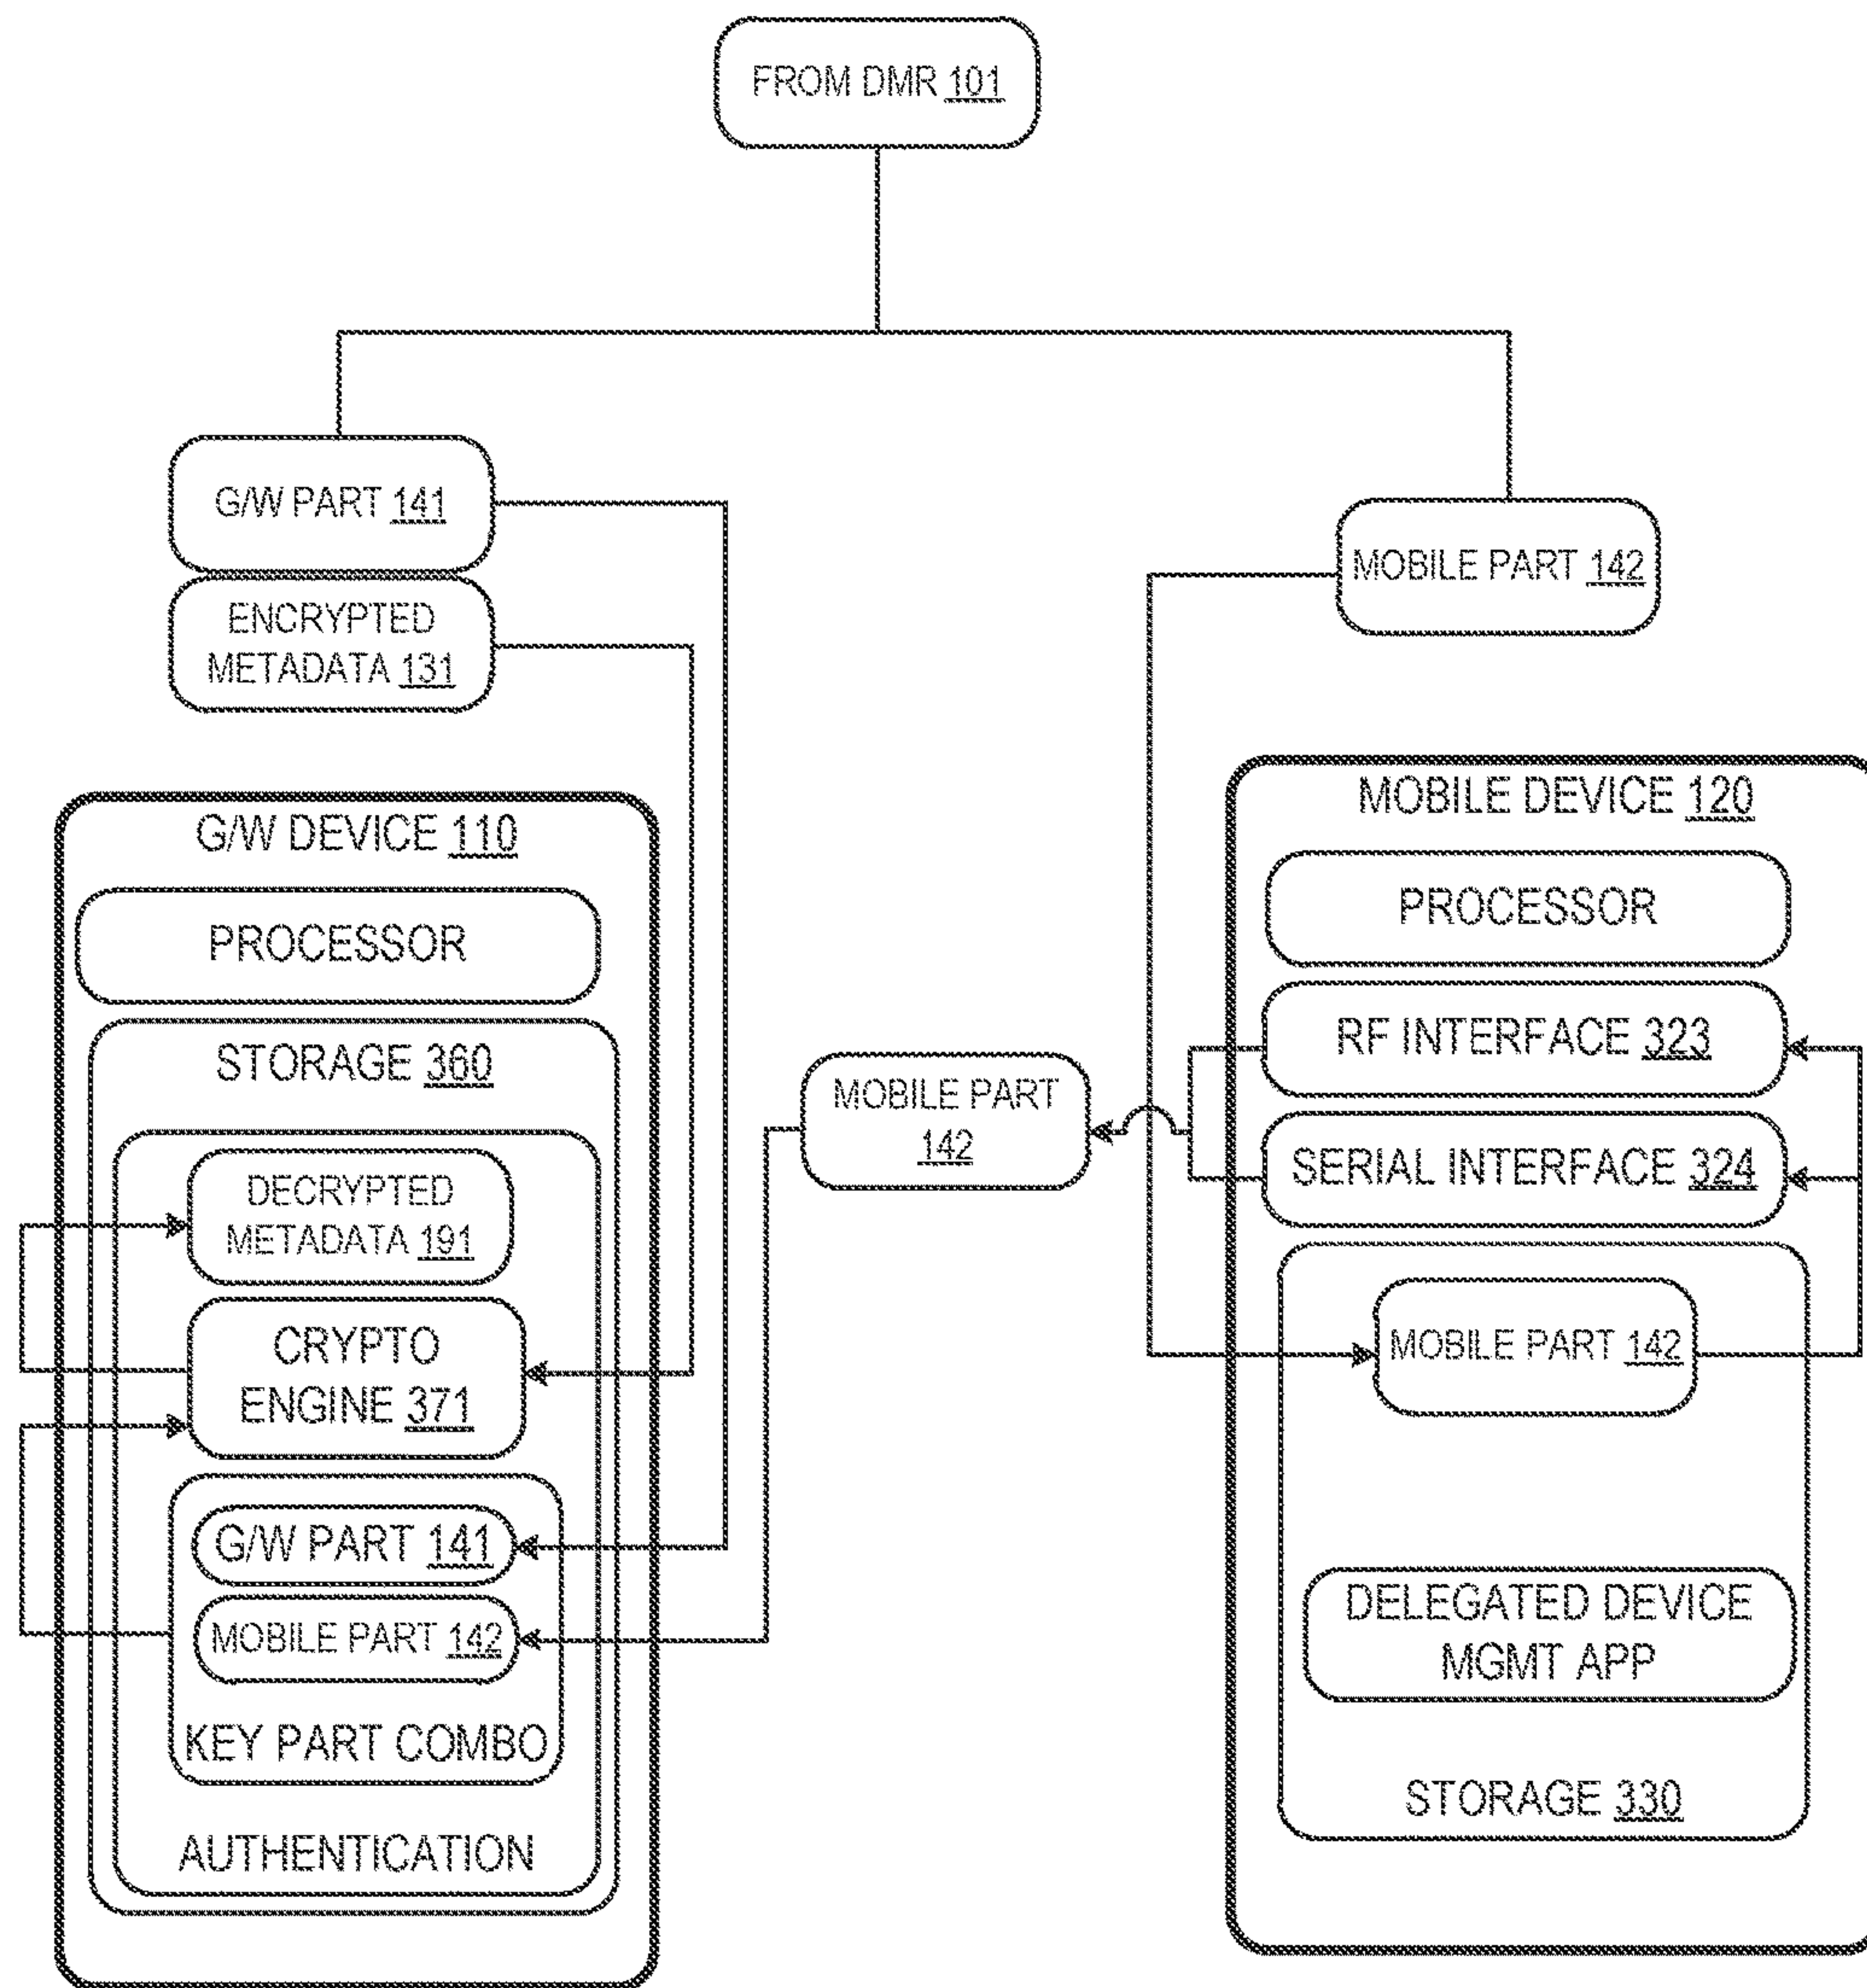 FROM DMR 101
G/W PART 141
ENCRYPTED
METADATA 131
MOBILE PART 142
G/W DEVICE 110
PROCESSOR
STORAGE 360
DECRYPTED
METADATA 191
CRYPTO
ENGINE 371
G/W PART 141
MOBILE PART 142
KEY PART COMBO
AUTHENTICATION
MOBILE PART
142
MOBILE DEVICE 120
PROCESSOR
RF INTERFACE 323
SERIAL INTERFACE 324
MOBILE PART 142
DELEGATED DEVICE
MGMT APP
STORAGE 330